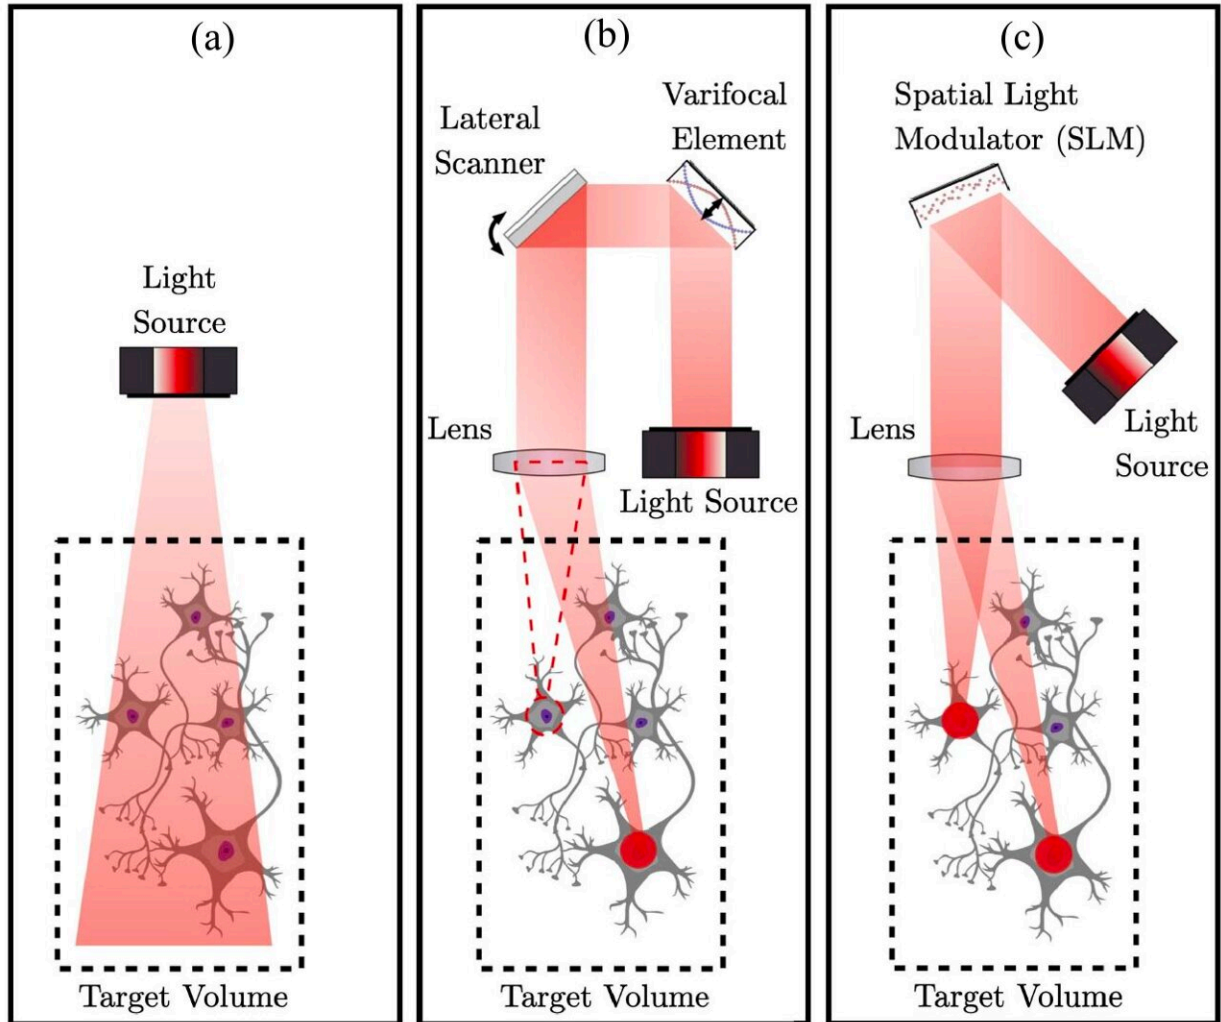 (a)
Light
Source
Target Volume
(b)
Lateral
Scanner
Varifocal
Element
Lens
Light Source
Target Volume
(c)
Spatial Light
Modulator (SLM)
Lens
Light
Source
Target Volume